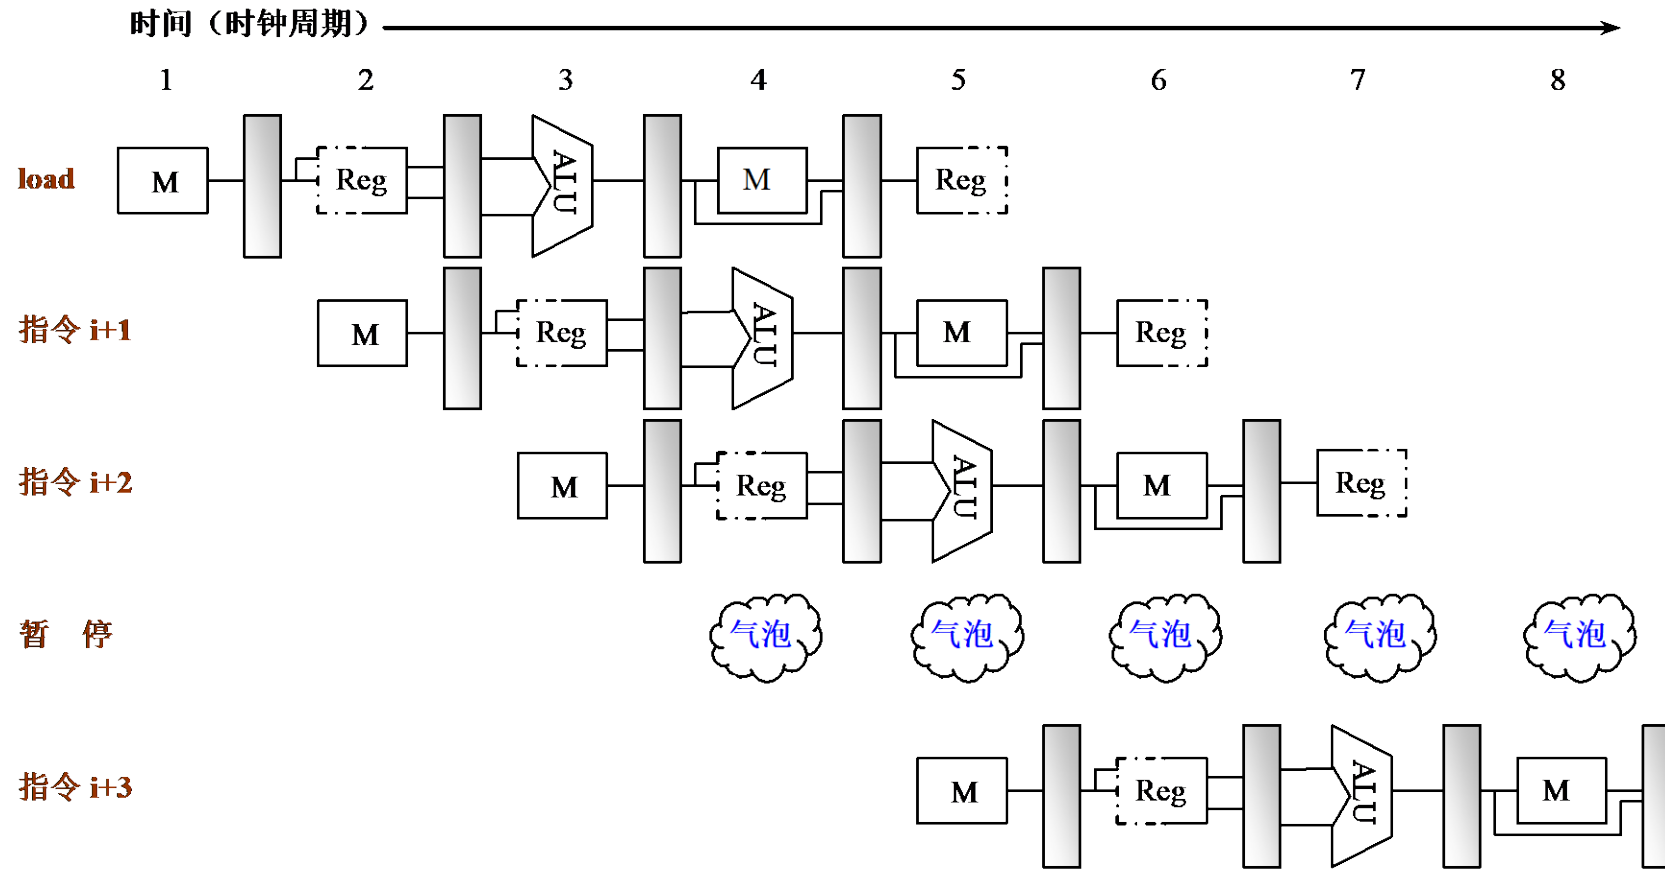 时间（时钟周期）
1 2 3 4 5 6 7 8
load M Reg ALU M Reg
指令 i+1 M Reg ALU M Reg
指令 i+2 M Reg ALU M Reg
暂 停 气泡 气泡 气泡 气泡 气泡
指令 i+3 M Reg ALU M